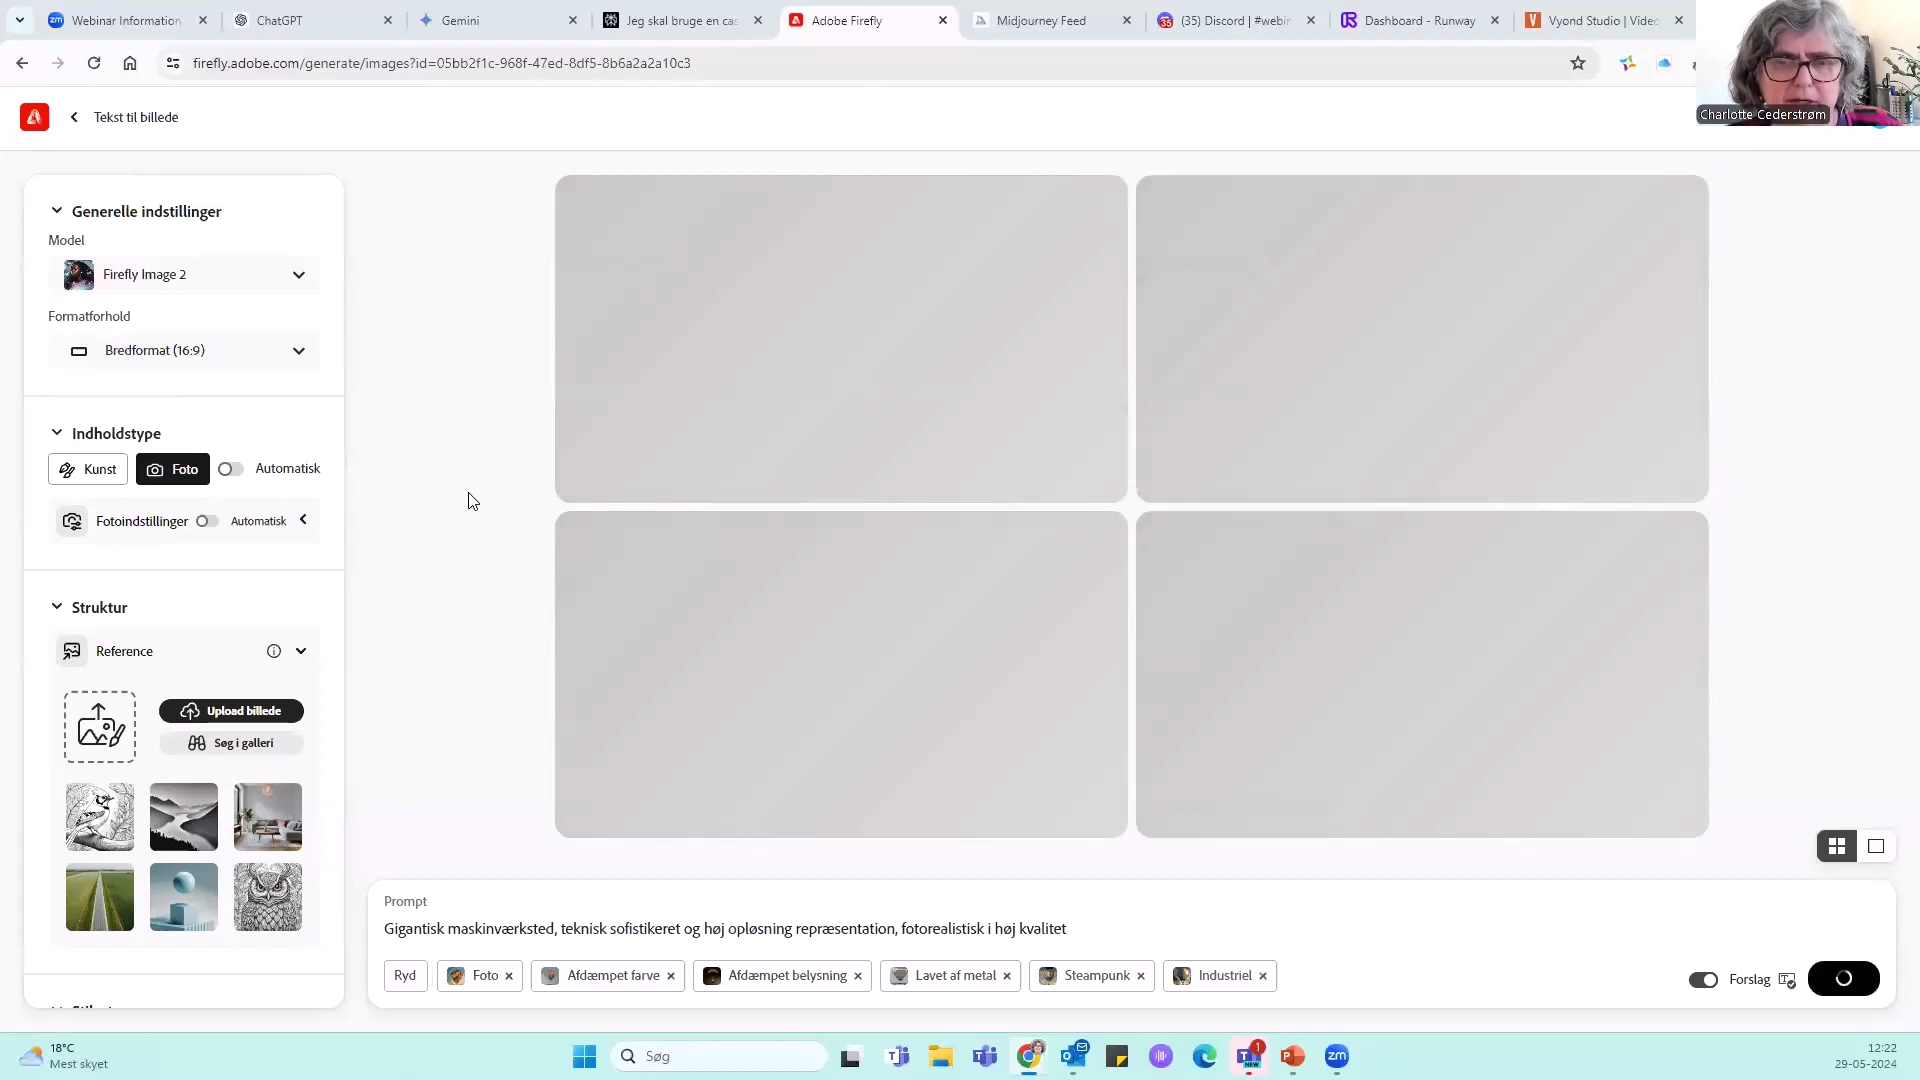 Webinar Information
ChatGPT
Gemini
Jeg skal bruge en cas
Adobe Firefly
Midjourney Feed
(35) Discord | #webin
Dashboard - Runway
Vyond Studio | Video
firefly.adobe.com/generate/images?id=05bb2f1c-968f-47ed-8df5-8b6a2a2a10c3
Charlotte Cederstrøm
Tekst til billede
Generelle indstillinger
Model
Firefly Image 2
Formatforhold
Bredformat (16:9)
Indholdstype
Kunst
Foto
Automatisk
Fotoindstillinger
Automatisk
Struktur
Reference
Upload billede
Søg i galleri
Prompt
Gigantisk maskinværksted, teknisk sofistikeret og høj opløsning repræsentation, fotorealistisk i høj kvalitet
Ryd
Foto
Afdæmpet farve
Afdæmpet belysning
Lavet af metal
Steampunk
Industriel
Forslag
18°C
Mest skyet
Søg
12:22
29-05-2024